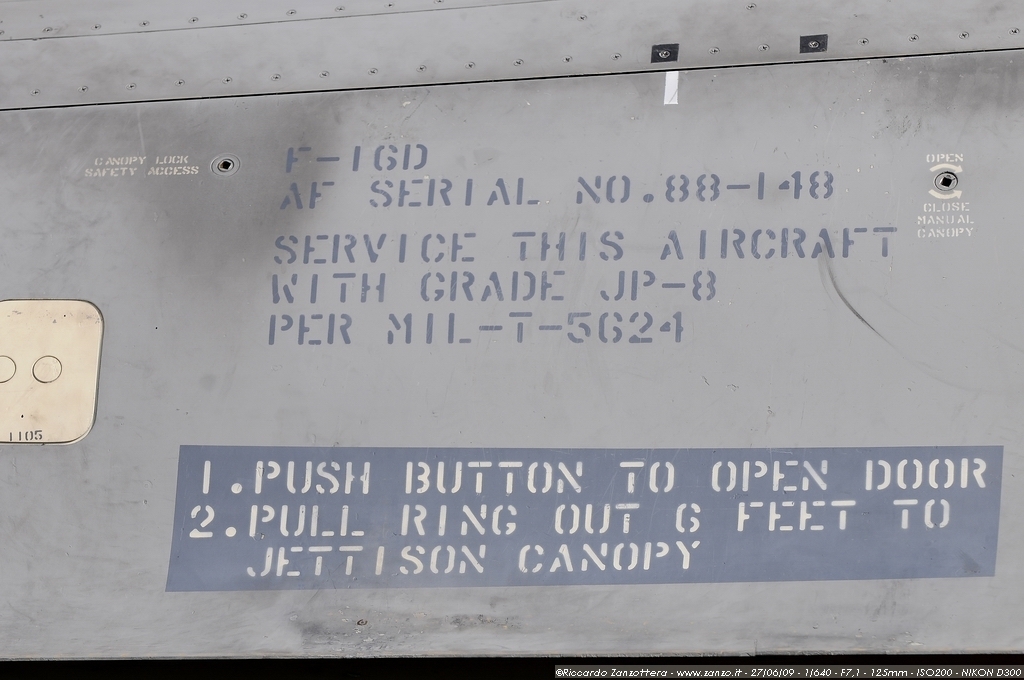 CANOPY LOCK
SAFETY ACCESS
F-16D
AF SERIAL NO.88-148
SERVICE THIS AIRCRAFT
WITH GRADE JP-8
PER MIL-T-5624
OPEN
CLOSE
MANUAL
CANOPY
1105
1.PUSH BUTTON TO OPEN DOOR
2.PULL RING OUT 6 FEET TO
JETTISON CANOPY
©Riccardo Zanzottera - www.zanzo.it - 27/06/09 - 1/640 - F7,1 - 125mm - ISO200 - NIKON D300